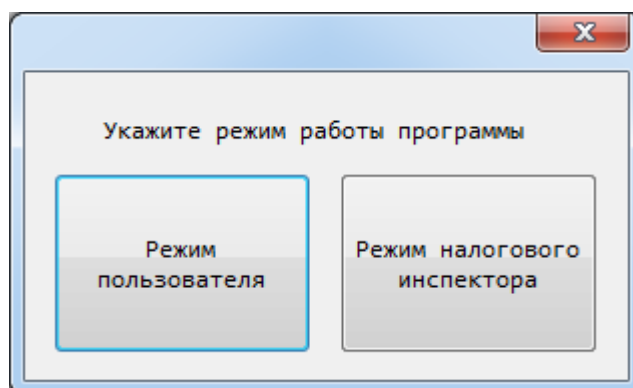 Укажите режим работы программы
Режим
пользователя
Режим налогового
инспектора